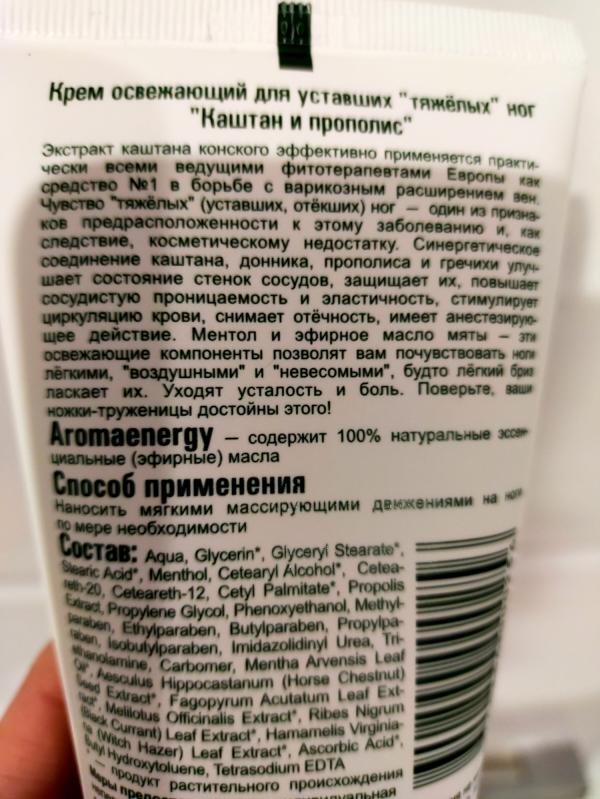 Крем освежающий для уставших "тяжёлых" ног
"Каштан и прополис"
Экстракт каштана конского эффективно применяется практи-
чески всеми ведущими фитотерапевтами Европы как
средство №1 в борьбе с варикозным расширением вен.
Чувство "тяжёлых" (уставших, отёкших) ног — один из призна-
ков предрасположенности к этому заболеванию и, как
следствие, косметическому недостатку. Синергетическое
соединение каштана, донника, прополиса и гречихи улуч-
шает состояние стенок сосудов, защищает их, повышает
сосудистую проницаемость и эластичность, стимулирует
циркуляцию крови, снимает отёчность, имеет анестезирую-
щее действие. Ментол и эфирное масло мяты — эти
освежающие компоненты позволят вам почувствовать ноги
лёгкими, "воздушными" и "невесомыми", будто лёгкий бриз
ласкает их. Уходят усталость и боль. Поверьте, ваши
ножки-труженицы достойны этого!
Aromaenergy — содержит 100% натуральные эссен-
циальные (эфирные) масла
Способ применения
Наносить мягкими массирующими движениями на ноги
по мере необходимости
Состав: Aqua, Glycerin*, Glyceryl Stearate*,
Stearic Acid*, Menthol, Cetearyl Alcohol*, Cetea-
reth-20, Ceteareth-12, Cetyl Palmitate*, Propolis
Extract, Propylene Glycol, Phenoxyethanol, Methyl-
paraben, Ethylparaben, Butylparaben, Propylpa-
raben, Isobutylparaben, Imidazolidinyl Urea, Tri-
ethanolamine, Carbomer, Mentha Arvensis Leaf
Oil*, Aesculus Hippocastanum (Horse Chestnut)
Seed Extract*, Fagopyrum Acutatum Leaf Ext-
ract*, Melilotus Officinalis Extract*, Ribes Nigrum
(Black Currant) Leaf Extract*, Hamamelis Virginia-
na (Witch Hazer) Leaf Extract*, Ascorbic Acid*,
Butyl Hydroxytoluene, Tetrasodium EDTA
— продукт растительного происхождения
Меры